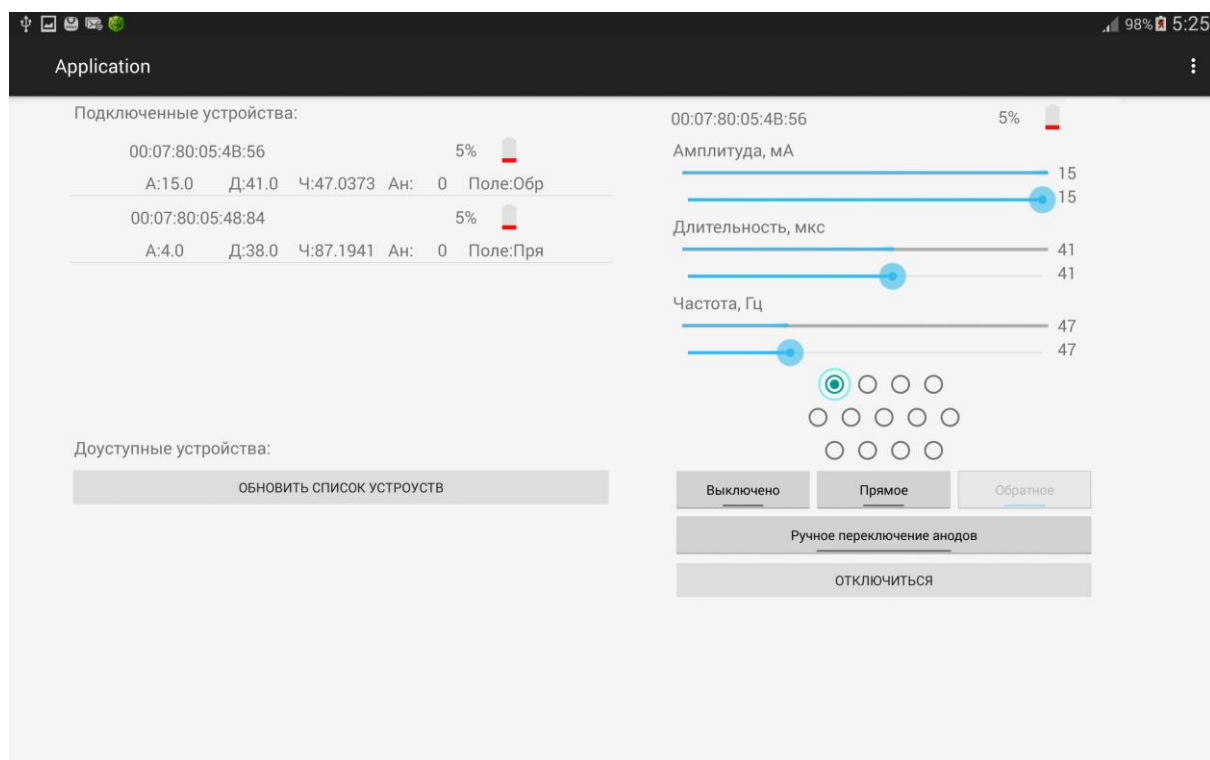 98% 5:25
Application
Подключенные устройства:
00:07:80:05:4B:56 5%
А:15.0 Д:41.0 Ч:47.0373 Ан: 0 Поле:Обр
00:07:80:05:48:84 5%
А:4.0 Д:38.0 Ч:87.1941 Ан: 0 Поле:Пря
Доуступные устройства:
ОБНОВИТЬ СПИСОК УСТРОУСТВ
00:07:80:05:4B:56 5%
Амплитуда, мА
15
15
Длительность, мкс
41
41
Частота, Гц
47
47
Выключено Прямое Обратное
Ручное переключение анодов
ОТКЛЮЧИТЬСЯ